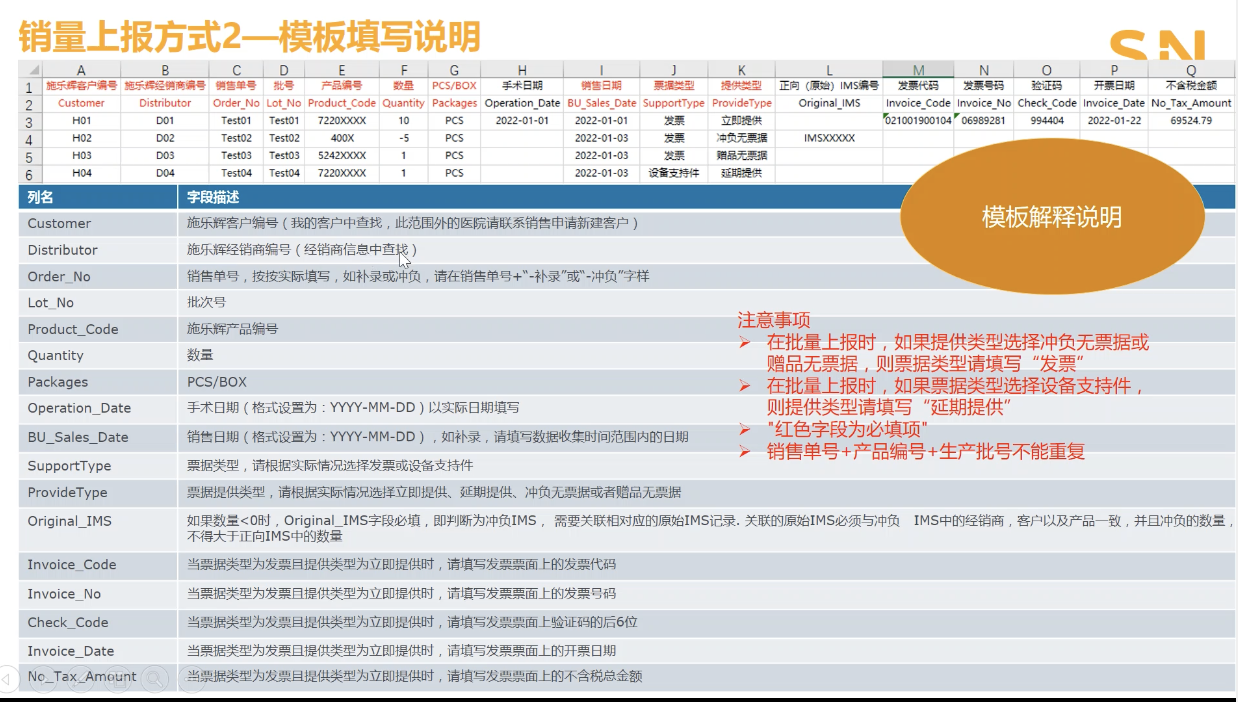 销量上报方式2—模板填写说明
SN
A B C D E F G H I J K L M N O P Q
1 施乐辉客户编号 施乐辉经销商编号 销售单号 批号 产品编号 数量 PCS/BOX 手术日期 销售日期 票据类型 提供类型 正向（原始）IMS编号 发票代码 发票号码 验证码 开票日期 不含税金额
2 Customer Distributor Order_No Lot_No Product_Code Quantity Packages Operation_Date BU_Sales_Date SupportType ProvideType Original_IMS Invoice_Code Invoice_No Check_Code Invoice_Date No_Tax_Amount
3 H01 D01 Test01 Test01 7220XXXX 10 PCS 2022-01-01 2022-01-01 发票 立即提供 021001900104 06989281 994404 2022-01-22 69524.79
4 H02 D02 Test02 Test02 400X -5 PCS 2022-01-03 发票 冲负无票据 IMSXXXXX
5 H03 D03 Test03 Test03 5242XXXX 1 PCS 2022-01-03 发票 赠品无票据
6 H04 D04 Test04 Test04 7220XXXX 1 PCS 2022-01-03 设备支持件 延期提供
列名 字段描述
Customer 施乐辉客户编号（我的客户中查找，此范围外的医院请联系销售申请新建客户）
Distributor 施乐辉经销商编号（经销商信息中查找）
Order_No 销售单号，按按实际填写，如补录或冲负，请在销售单号+“-补录”或“-冲负”字样
Lot_No 批次号
Product_Code 施乐辉产品编号
Quantity 数量
Packages PCS/BOX
Operation_Date 手术日期（格式设置为：YYYY-MM-DD）以实际日期填写
BU_Sales_Date 销售日期（格式设置为：YYYY-MM-DD），如补录，请填写数据收集时间范围内的日期
SupportType 票据类型，请根据实际情况选择发票或设备支持件
ProvideType 票据提供类型，请根据实际情况选择立即提供、延期提供、冲负无票据或者赠品无票据
Original_IMS 如果数量<0时，Original_IMS字段必填，即判断为冲负IMS， 需要关联相对应的原始IMS记录. 关联的原始IMS必须与冲负 IMS中的经销商，客户以及产品一致，并且冲负的数量，
不得大于正向IMS中的数量
Invoice_Code 当票据类型为发票且提供类型为立即提供时，请填写发票票面上的发票代码
Invoice_No 当票据类型为发票且提供类型为立即提供时，请填写发票票面上的发票号码
Check_Code 当票据类型为发票且提供类型为立即提供时，请填写发票票面上验证码的后6位
Invoice_Date 当票据类型为发票且提供类型为立即提供时，请填写发票票面上的开票日期
No_Tax_Amount 当票据类型为发票且提供类型为立即提供时，请填写发票票面上的不含税总金额
模板解释说明
注意事项
➢ 在批量上报时，如果提供类型选择冲负无票据或
赠品无票据，则票据类型请填写“发票”
➢ 在批量上报时，如果票据类型选择设备支持件，
则提供类型请填写“延期提供”
➢ "红色字段为必填项"
➢ 销售单号+产品编号+生产批号不能重复